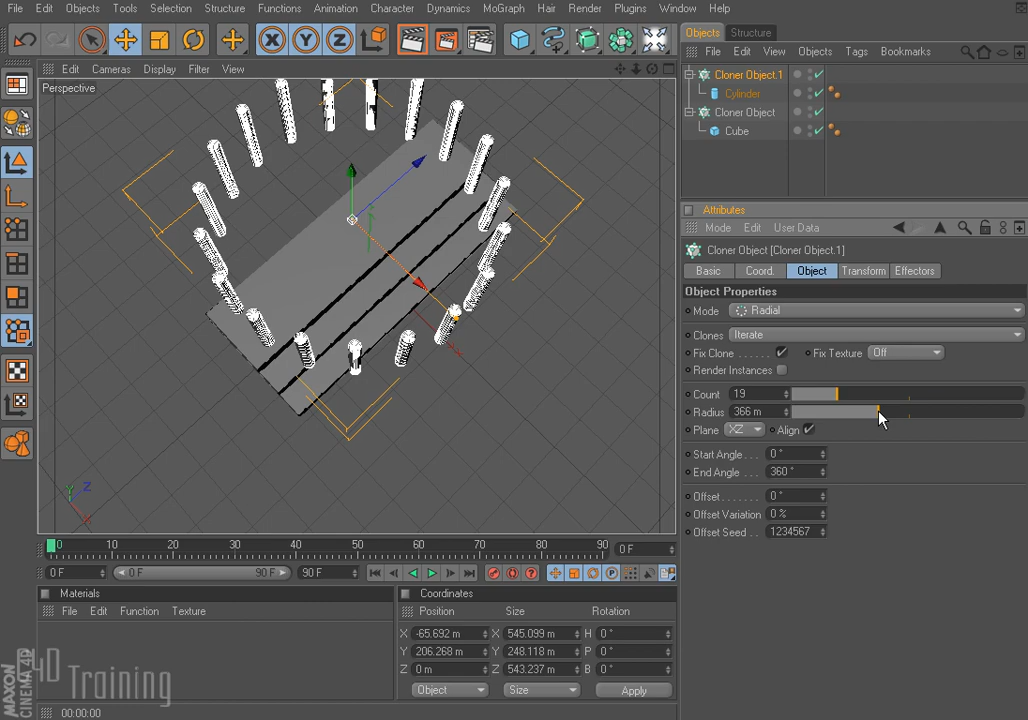 File Edit Objects Tools Selection Structure Functions Animation Character Dynamics MoGraph Hair Render Plugins Window Help
X Y Z
Objects Structure
File Edit View Objects Tags Bookmarks
Edit Cameras Display Filter View
Perspective
Cloner Object.1
Cylinder
Cloner Object
Cube
Attributes
Mode Edit User Data
Cloner Object [Cloner Object.1]
Basic Coord. Object Transform Effectors
Object Properties
Mode Radial
Clones Iterate
Fix Clone Fix Texture Off
Render Instances
Count 19
Radius 366 m
Plane XZ Align
Start Angle 0 °
End Angle 360 °
Offset 0 °
Offset Variation 0 %
Offset Seed 1234567
Y Z X
0 10 20 30 40 50 60 70 80 90 0 F
0 F 0 F 90 F 90 F
Materials
File Edit Function Texture
Coordinates
Position Size Rotation
X -65.692 m X 545.099 m H 0 °
Y 206.268 m Y 248.118 m P 0 °
Z 0 m Z 543.237 m B 0 °
Object Size Apply
MAXON
CINEMA 4D
C4D Training
00:00:00